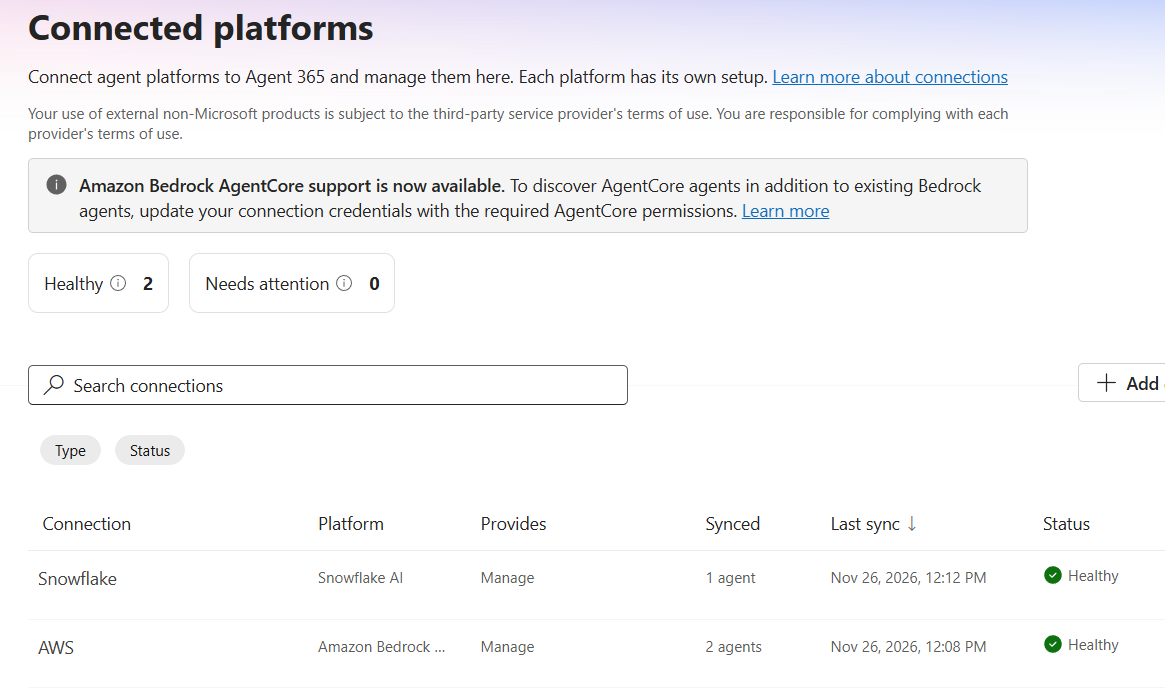 Connected platforms
Connect agent platforms to Agent 365 and manage them here. Each platform has its own setup. Learn more about connections
Your use of external non-Microsoft products is subject to the third-party service provider's terms of use. You are responsible for complying with each
provider's terms of use.
Amazon Bedrock AgentCore support is now available. To discover AgentCore agents in addition to existing Bedrock
agents, update your connection credentials with the required AgentCore permissions. Learn more
Healthy 2 Needs attention 0
Search connections
Add
Type Status
Connection Platform Provides Synced Last sync ↓ Status
Snowflake Snowflake AI Manage 1 agent Nov 26, 2026, 12:12 PM Healthy
AWS Amazon Bedrock ... Manage 2 agents Nov 26, 2026, 12:08 PM Healthy